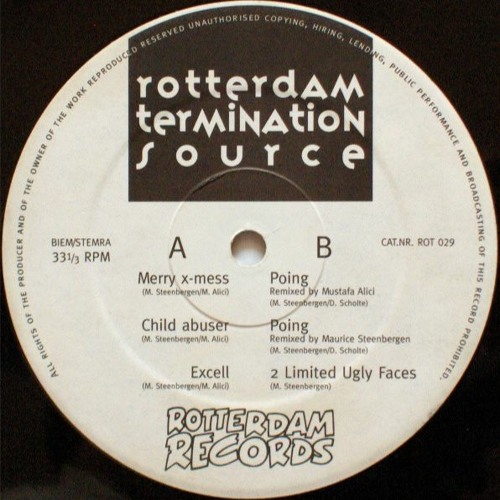 ALL RIGHTS OF THE PRODUCER AND OF THE OWNER OF THE WORK REPRODUCED RESERVED UNAUTHORISED COPYING, HIRING, LENDING, PUBLIC PERFORMANCE AND BROADCASTING OF THIS RECORD PROHIBITED.
rotterdam
termination
source
BIEM/STEMRA
33 1/3 RPM
A
B
CAT.NR. ROT 029
Merry x-mess
(M. Steenbergen/M. Alici)
Child abuser
(M. Steenbergen/M. Alici)
Excell
(M. Steenbergen/M. Alici)
Poing
Remixed by Mustafa Alici
(M. Steenbergen/D. Scholte)
Poing
Remixed by Maurice Steenbergen
(M. Steenbergen/D. Scholte)
2 Limited Ugly Faces
(M. Steenbergen)
ROTTERDAM
RECORDS